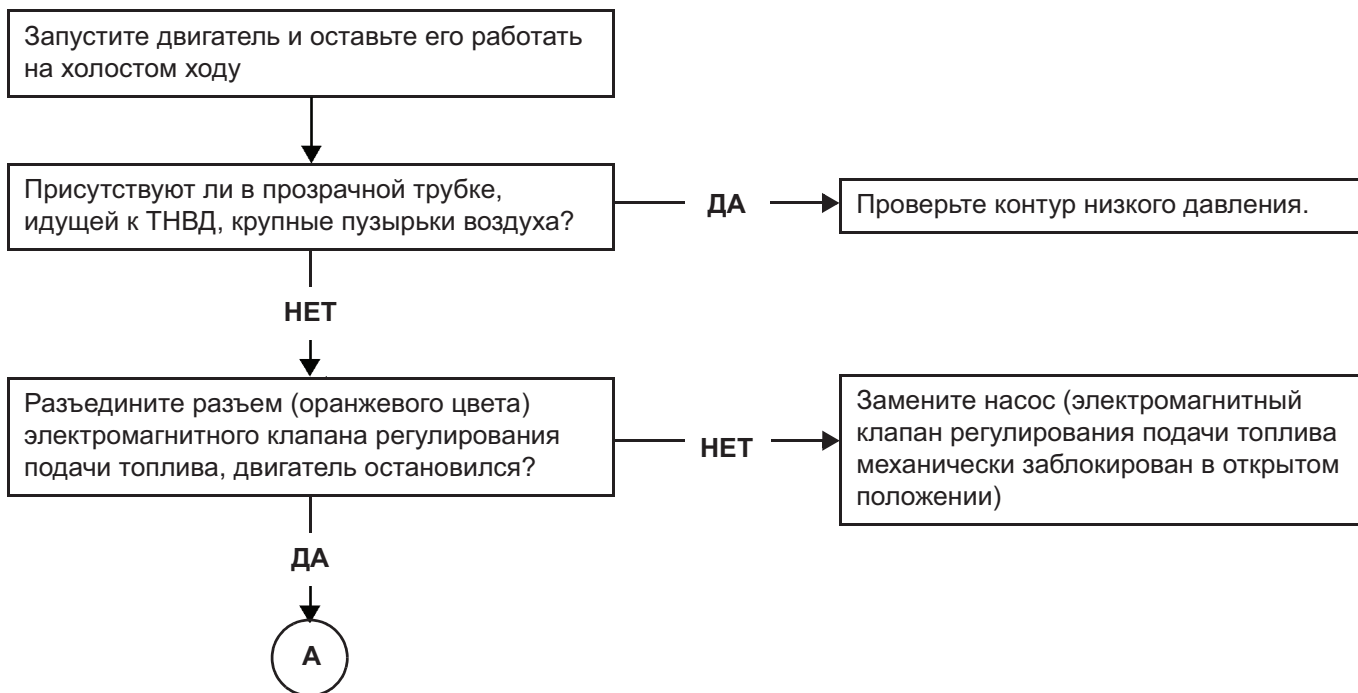 Запустите двигатель и оставьте его работать
на холостом ходу
Присутствуют ли в прозрачной трубке,
идущей к ТНВД, крупные пузырьки воздуха?
ДА
Проверьте контур низкого давления.
НЕТ
Разъедините разъем (оранжевого цвета)
электромагнитного клапана регулирования
подачи топлива, двигатель остановился?
НЕТ
Замените насос (электромагнитный
клапан регулирования подачи топлива
механически заблокирован в открытом
положении)
ДА
А